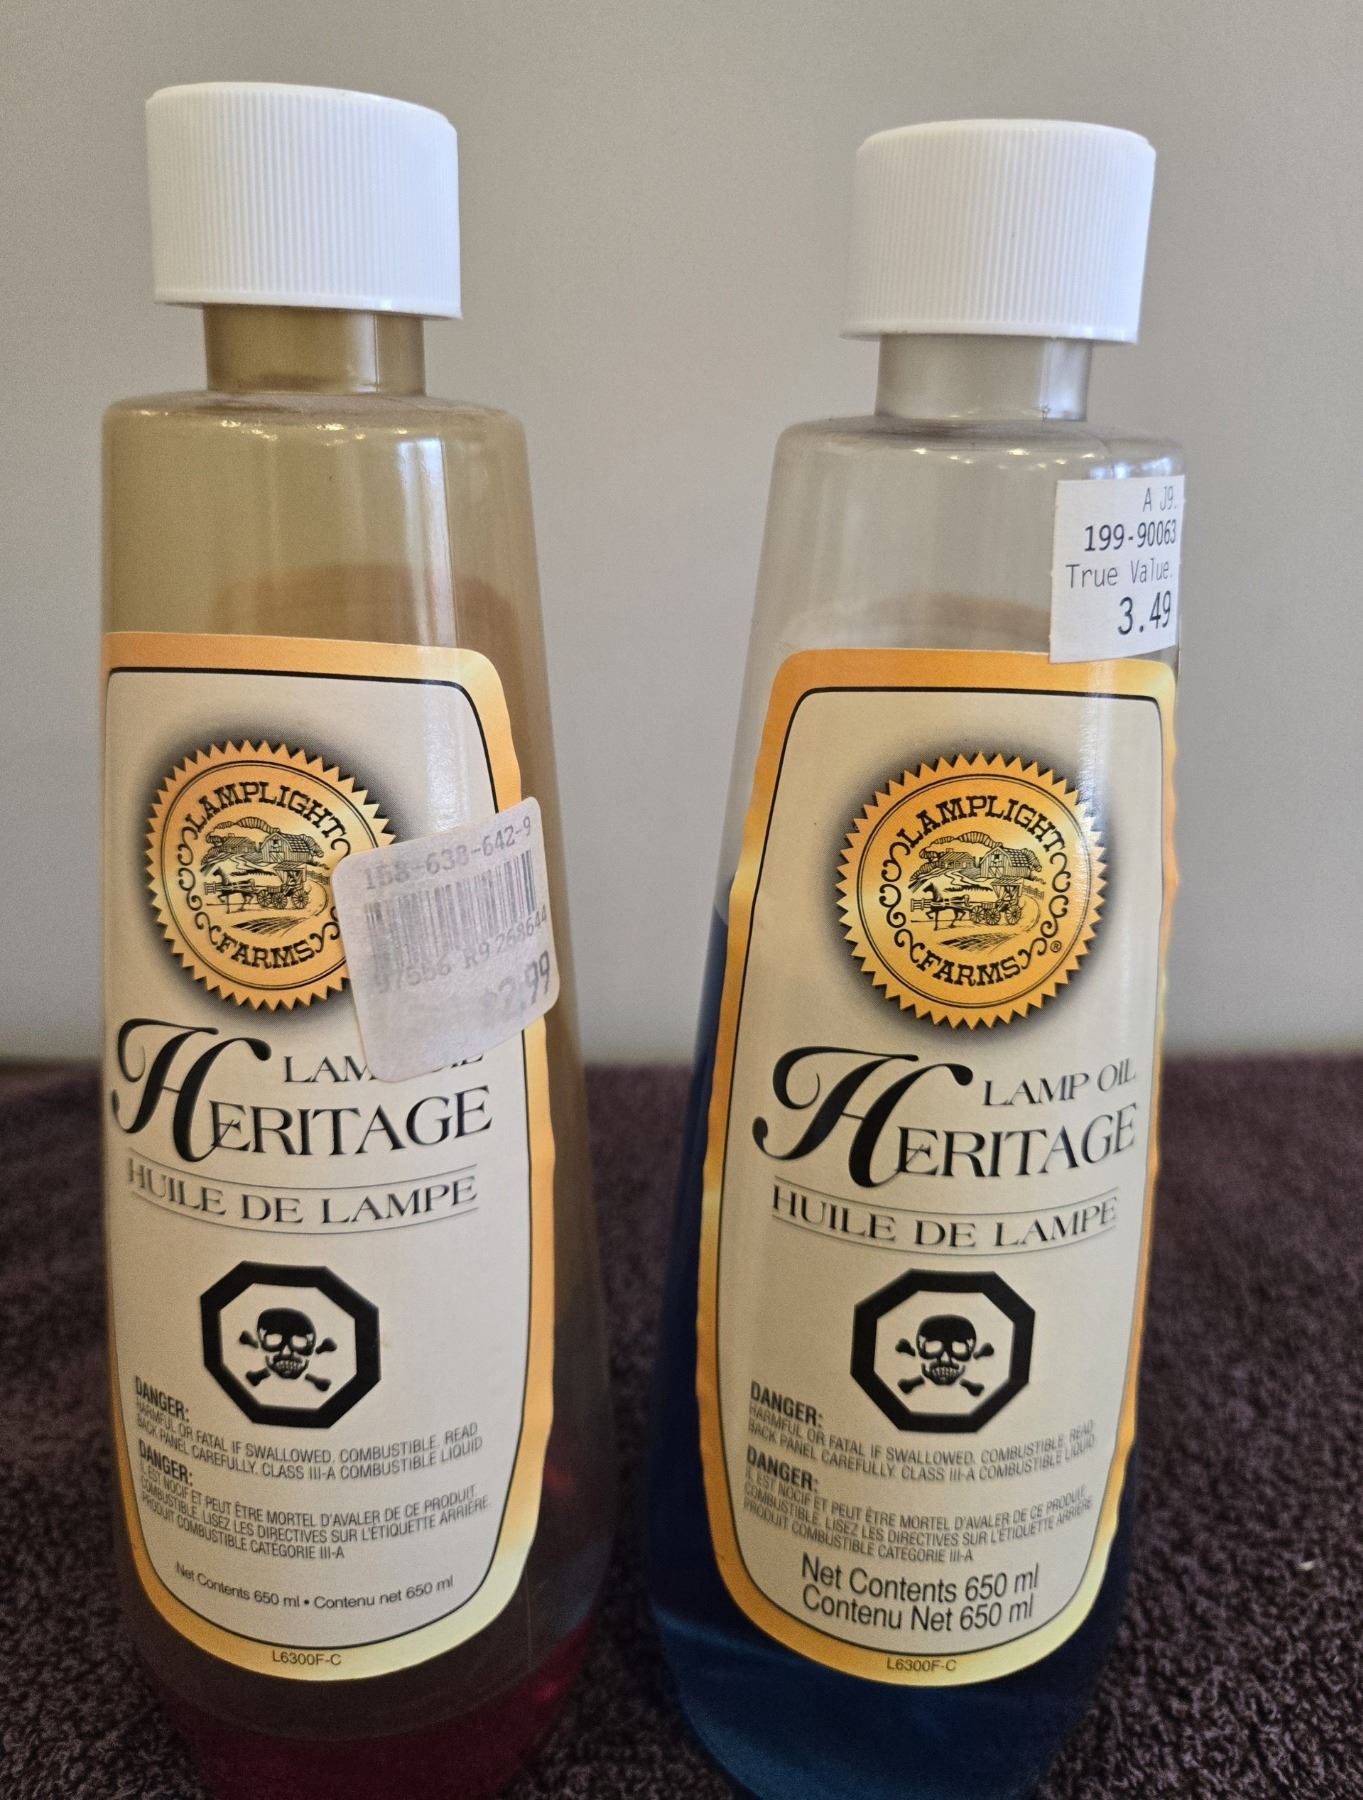 LAMPLIGHT
FARMS
158-638-642-9
97556 R9 268644
$2.99
LAMP OIL
HERITAGE
HUILE DE LAMPE
DANGER:
HARMFUL OR FATAL IF SWALLOWED. COMBUSTIBLE. READ
BACK PANEL CAREFULLY. CLASS III-A COMBUSTIBLE LIQUID
DANGER:
IL EST NOCIF ET PEUT ÊTRE MORTEL D'AVALER DE CE PRODUIT.
COMBUSTIBLE. LISEZ LES DIRECTIVES SUR L'ÉTIQUETTE ARRIÈRE.
PRODUIT COMBUSTIBLE CATÉGORIE III-A
Net Contents 650 ml • Contenu net 650 ml
L6300F-C
A J9.
199-90063
True Value.
3.49
LAMPLIGHT
FARMS®
LAMP OIL
HERITAGE
HUILE DE LAMPE
DANGER:
HARMFUL OR FATAL IF SWALLOWED. COMBUSTIBLE. READ
BACK PANEL CAREFULLY. CLASS III-A COMBUSTIBLE LIQUID
DANGER:
IL EST NOCIF ET PEUT ÊTRE MORTEL D'AVALER DE CE PRODUIT.
COMBUSTIBLE. LISEZ LES DIRECTIVES SUR L'ÉTIQUETTE ARRIÈRE.
PRODUIT COMBUSTIBLE CATÉGORIE III-A
Net Contents 650 ml
Contenu Net 650 ml
L6300F-C